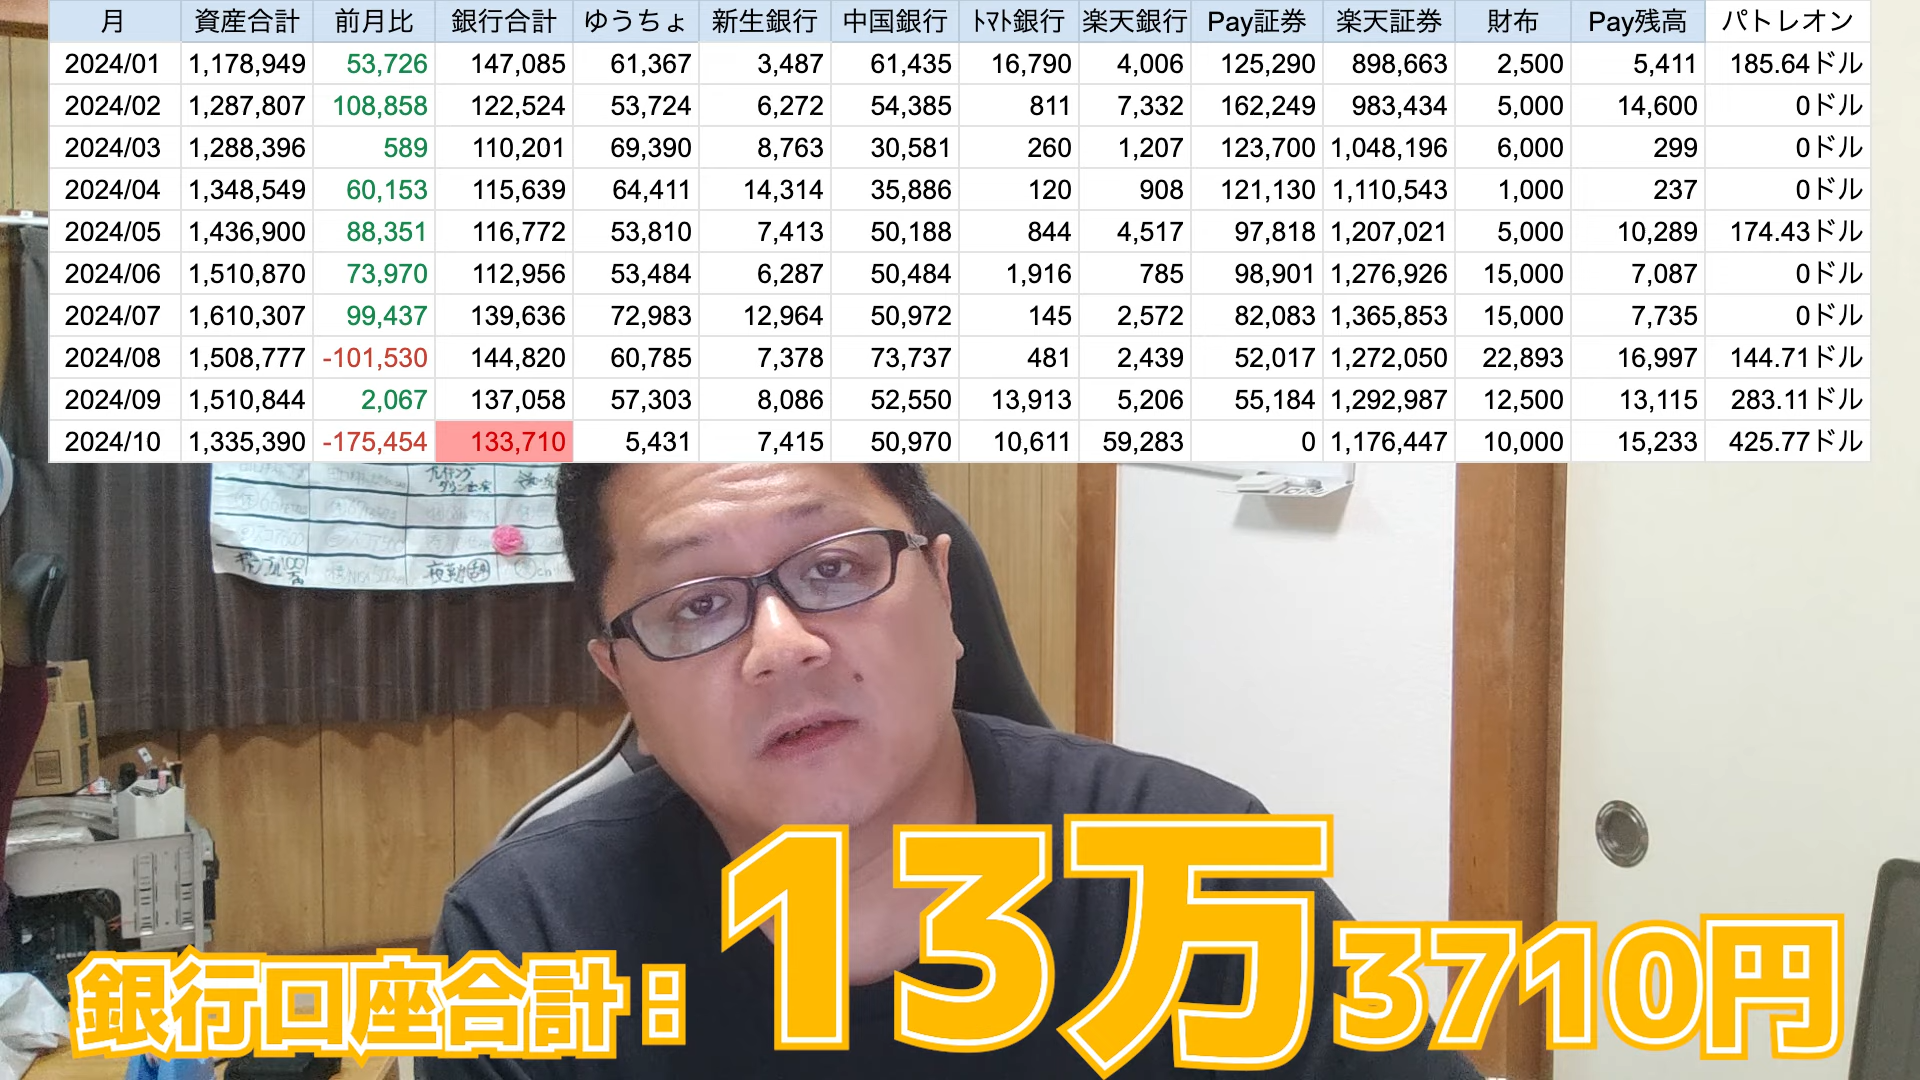 月 資産合計 前月比 銀行合計 ゆうちょ 新生銀行 中国銀行 ﾄﾏﾄ銀行 楽天銀行 Pay証券 楽天証券 財布 Pay残高 パトレオン
2024/01 1,178,949 53,726 147,085 61,367 3,487 61,435 16,790 4,006 125,290 898,663 2,500 5,411 185.64ドル
2024/02 1,287,807 108,858 122,524 53,724 6,272 54,385 811 7,332 162,249 983,434 5,000 14,600 0ドル
2024/03 1,288,396 589 110,201 69,390 8,763 30,581 260 1,207 123,700 1,048,196 6,000 299 0ドル
2024/04 1,348,549 60,153 115,639 64,411 14,314 35,886 120 908 121,130 1,110,543 1,000 237 0ドル
2024/05 1,436,900 88,351 116,772 53,810 7,413 50,188 844 4,517 97,818 1,207,021 5,000 10,289 174.43ドル
2024/06 1,510,870 73,970 112,956 53,484 6,287 50,484 1,916 785 98,901 1,276,926 15,000 7,087 0ドル
2024/07 1,610,307 99,437 139,636 72,983 12,964 50,972 145 2,572 82,083 1,365,853 15,000 7,735 0ドル
2024/08 1,508,777 -101,530 144,820 60,785 7,378 73,737 481 2,439 52,017 1,272,050 22,893 16,997 144.71ドル
2024/09 1,510,844 2,067 137,058 57,303 8,086 52,550 13,913 5,206 55,184 1,292,987 12,500 13,115 283.11ドル
2024/10 1,335,390 -175,454 133,710 5,431 7,415 50,970 10,611 59,283 0 1,176,447 10,000 15,233 425.77ドル
銀行口座合計：13万3710円